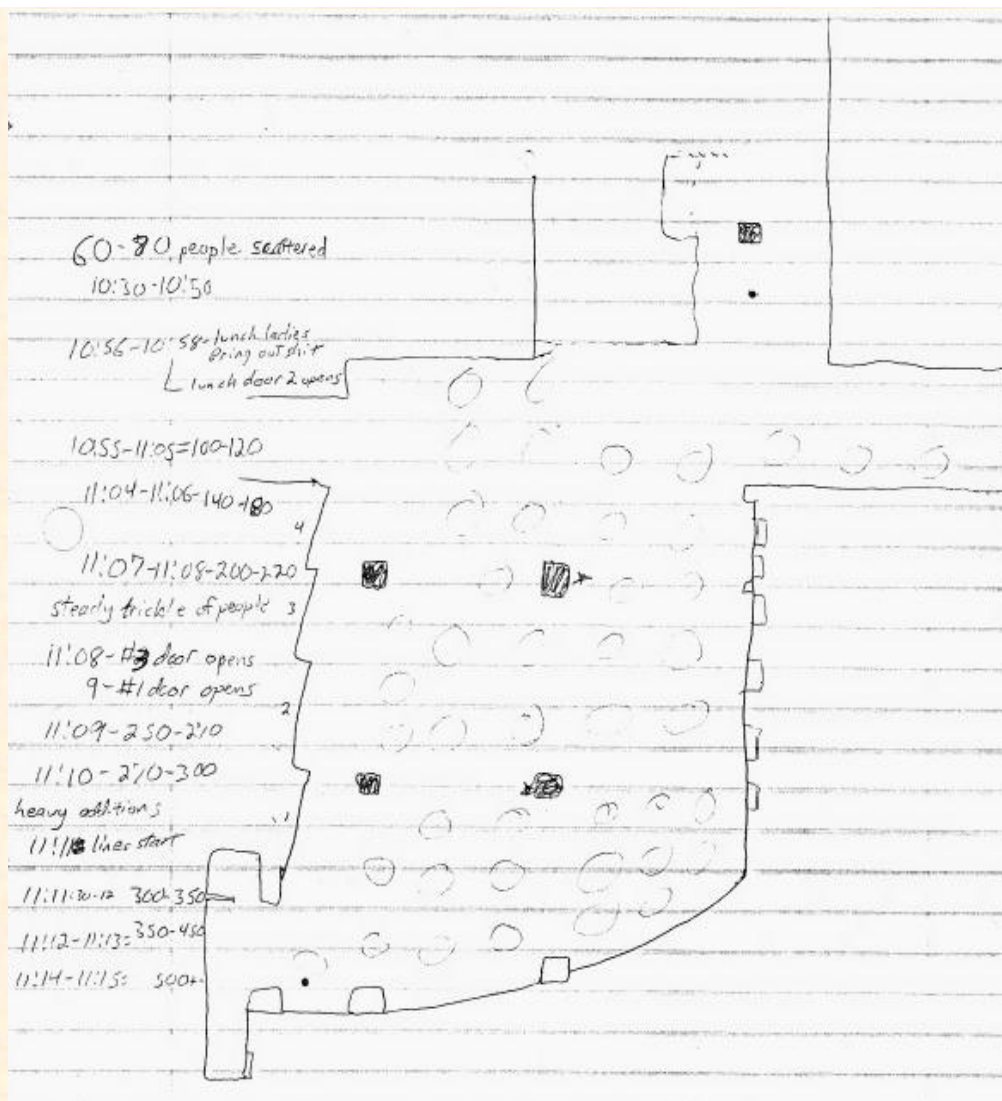 60-80 people scattered
10:30-10:50
10:56-10:58-lunch ladies
Bring out shit
lunch door 2 opens
10:55-11:05=100-120
11:04-11:06-140-180
4
11:07-11:08-200-220
steady trickle of people
3
11:08-#3 door opens
9-#1 door opens
2
11:09-250-270
11:10-270-300
heavy additions
1
11:11 lines start
11:11:30-12 300-350
11:12-11:13= 350-450
11:14-11:15= 500+